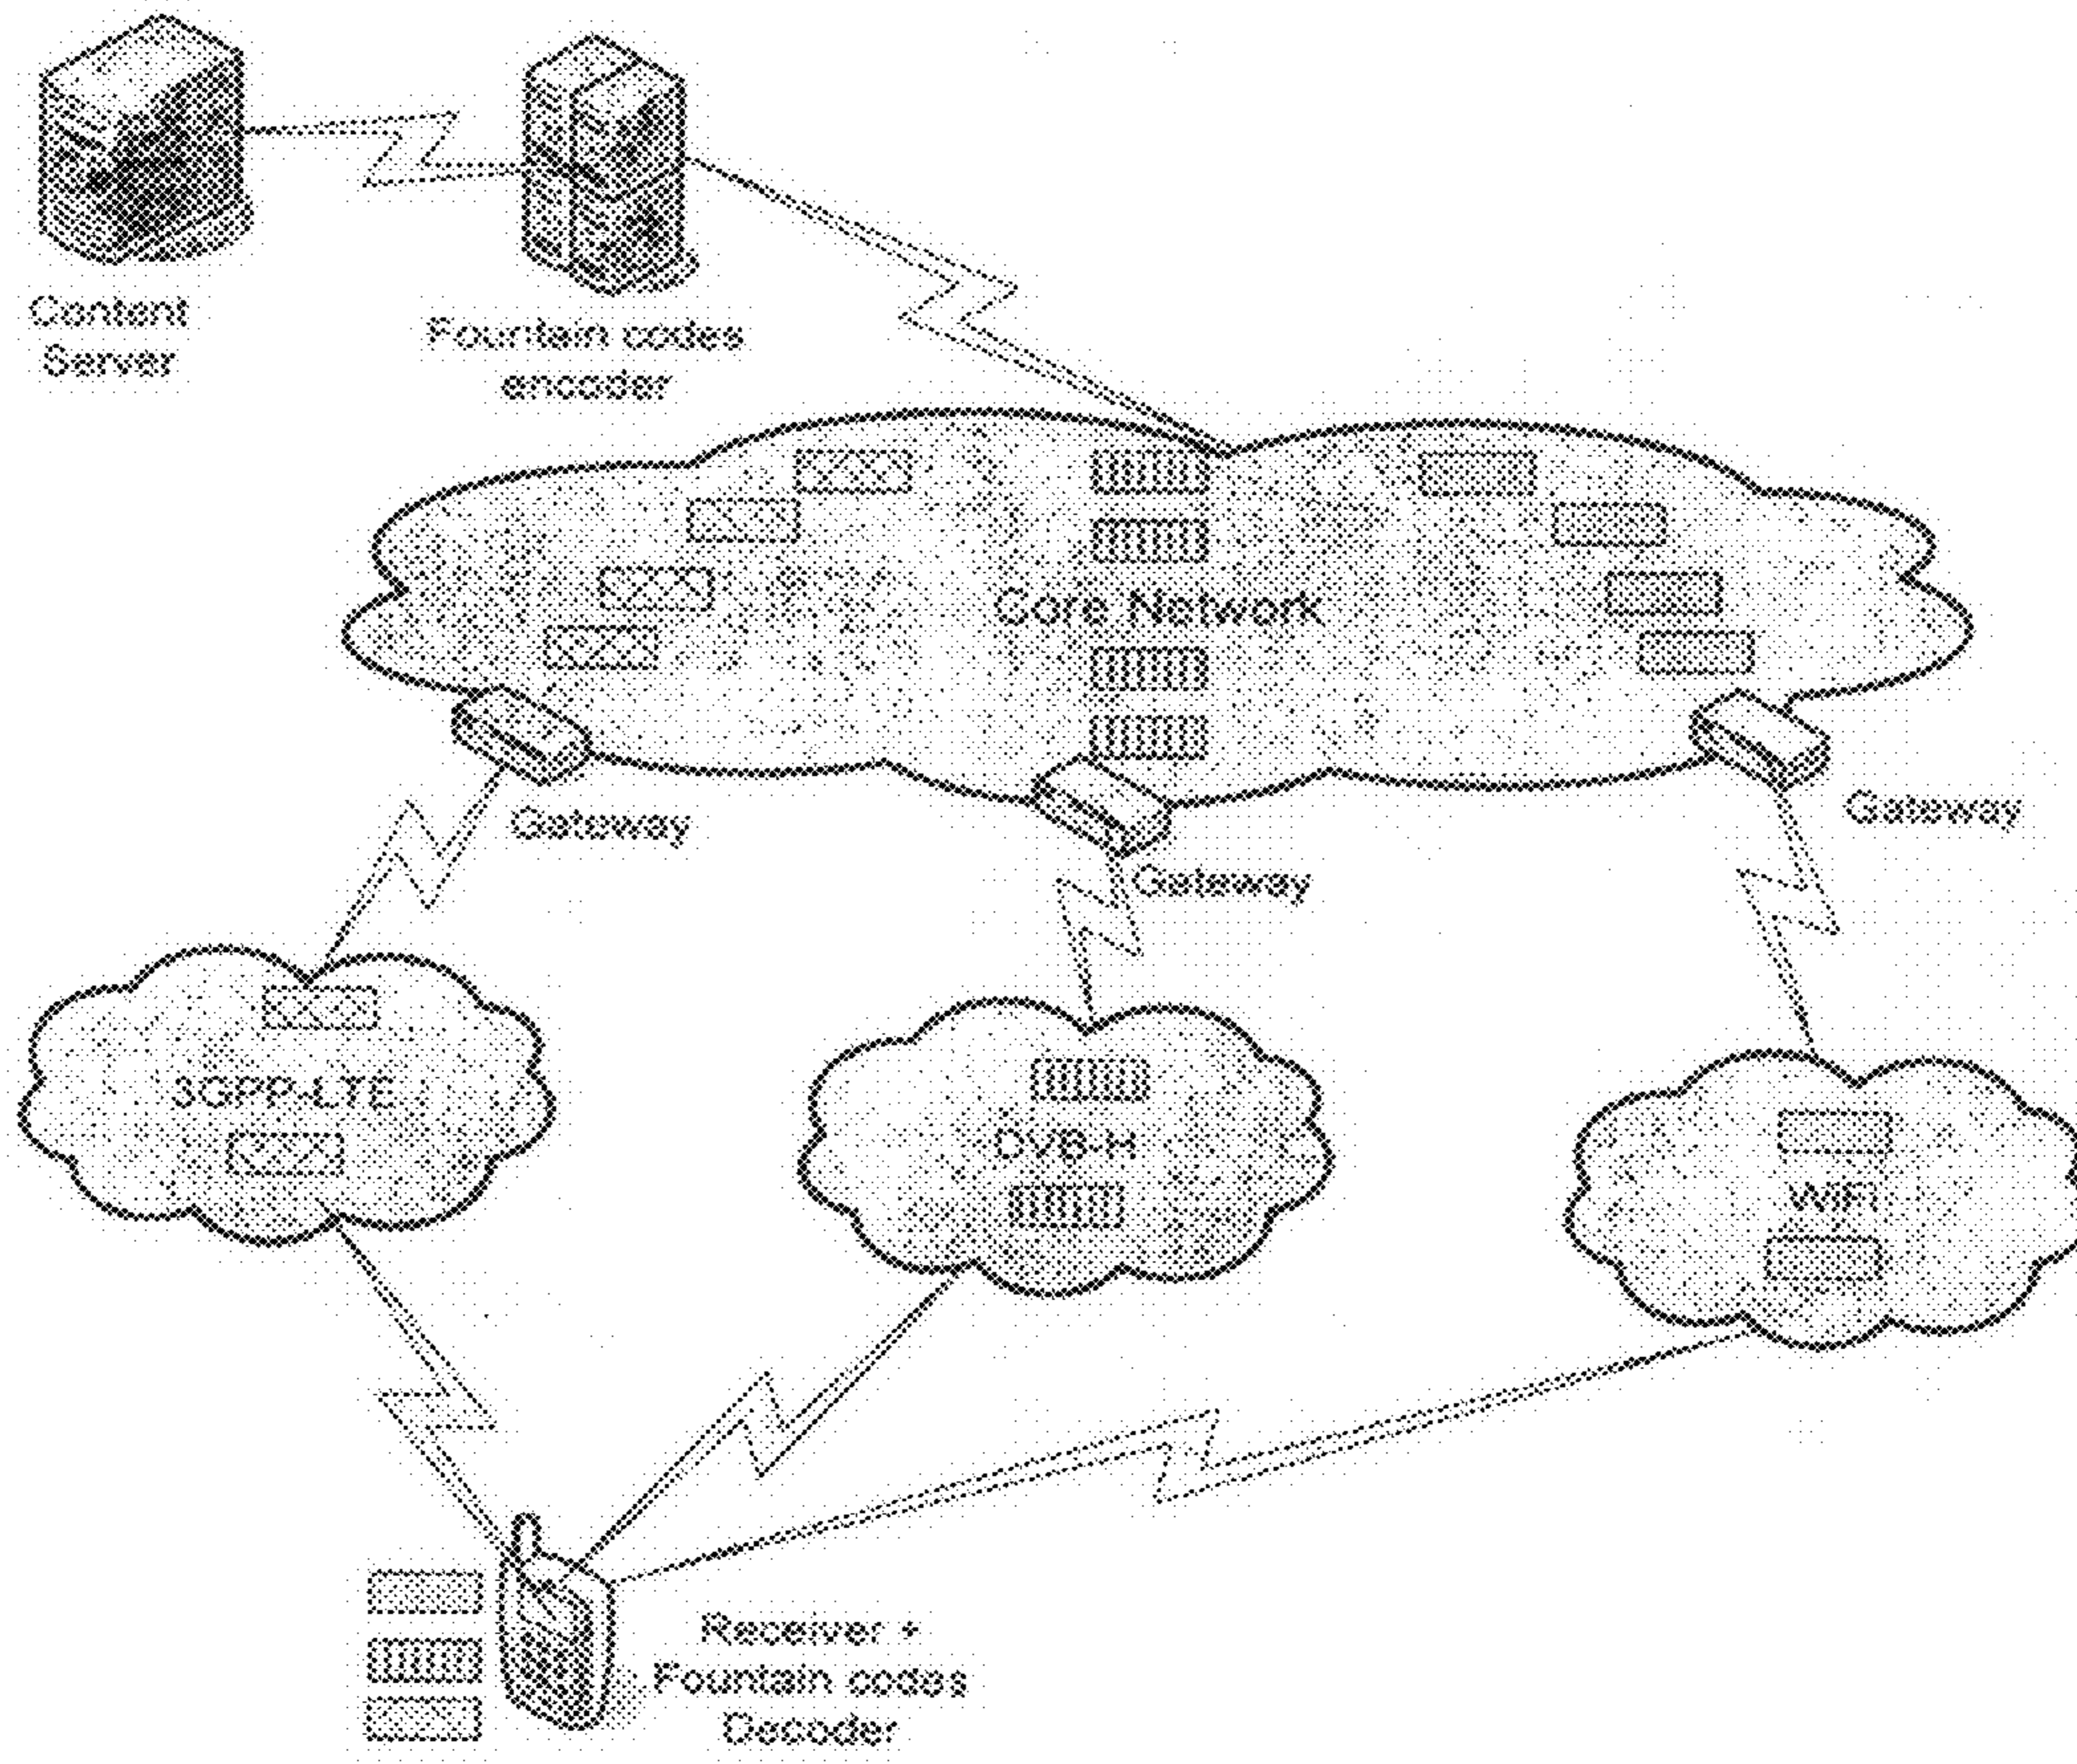 Content
Server
Fountain codes
encoder
Core Network
Gateway
Gateway
Gateway
3GPP-LTE
DVB-H
WiFi
Receiver +
Fountain codes
Decoder